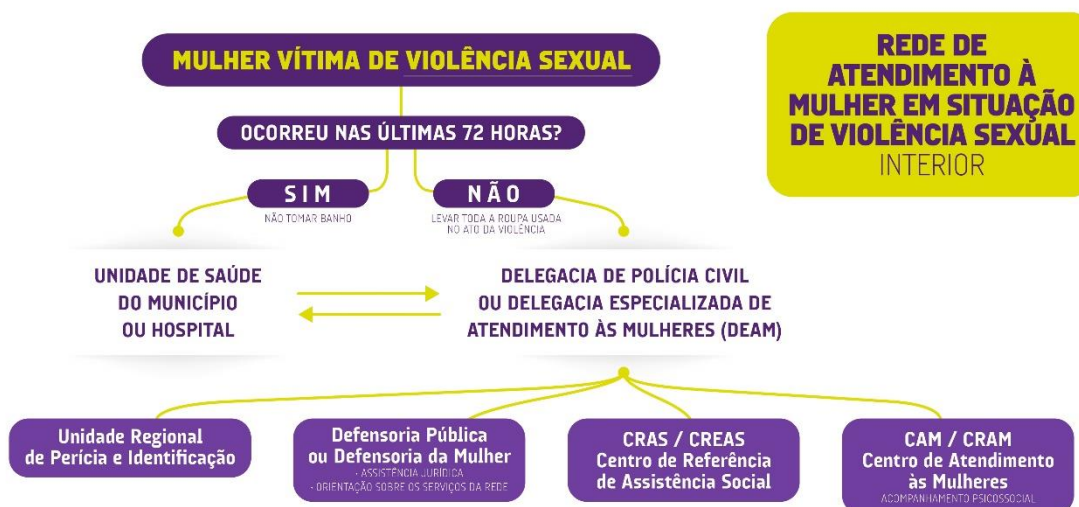 MULHER VÍTIMA DE VIOLÊNCIA SEXUAL
REDE DE
ATENDIMENTO À
MULHER EM SITUAÇÃO
DE VIOLÊNCIA SEXUAL
INTERIOR
OCORREU NAS ÚLTIMAS 72 HORAS?
SIM
NÃO TOMAR BANHO
NÃO
LEVAR TODA A ROUPA USADA
NO ATO DA VIOLÊNCIA
UNIDADE DE SAÚDE
DO MUNICÍPIO
OU HOSPITAL
DELEGACIA DE POLÍCIA CIVIL
OU DELEGACIA ESPECIALIZADA DE
ATENDIMENTO ÀS MULHERES (DEAM)
Unidade Regional
de Perícia e Identificação
Defensoria Pública
ou Defensoria da Mulher
- ASSISTÊNCIA JURÍDICA
- ORIENTAÇÃO SOBRE OS SERVIÇOS DA REDE
CRAS / CREAS
Centro de Referência
de Assistência Social
CAM / CRAM
Centro de Atendimento
às Mulheres
ACOMPANHAMENTO PSICOSSOCIAL